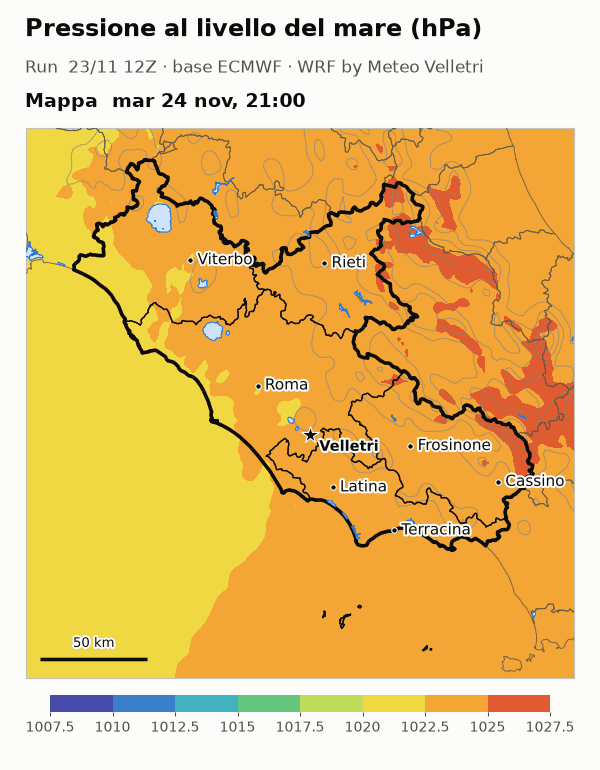 Pressione al livello del mare (hPa)
Run  23/11 12Z · base ECMWF · WRF by Meteo Velletri
Mappa  mar 24 nov, 21:00
Viterbo
Rieti
Roma
Velletri
Frosinone
Latina
Cassino
Terracina
50 km
1007.5 1010 1012.5 1015 1017.5 1020 1022.5 1025 1027.5